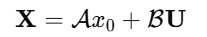 𝐗 = 𝒜x₀ + ℬ𝐔